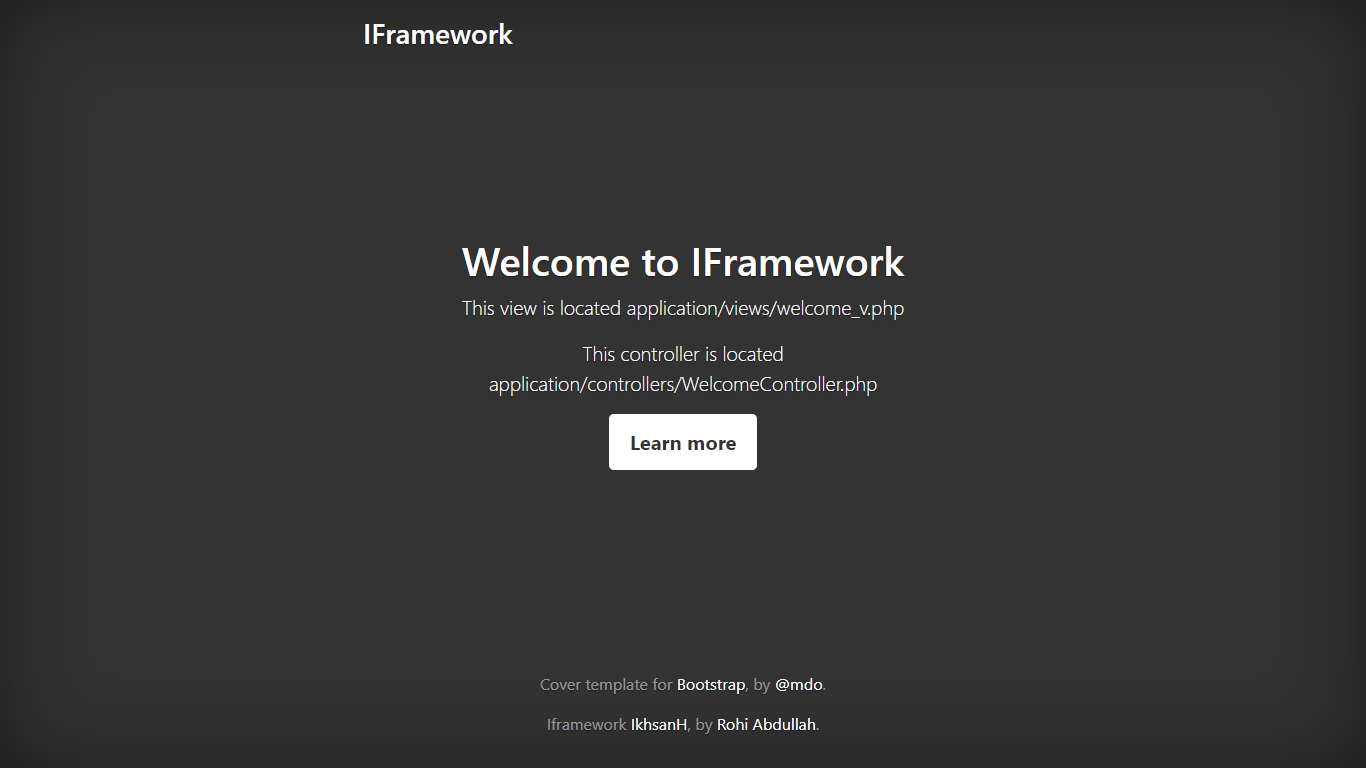 IFramework
Welcome to IFramework
This view is located application/views/welcome_v.php
This controller is located
application/controllers/WelcomeController.php
Learn more
Cover template for Bootstrap, by @mdo.
Iframework IkhsanH, by Rohi Abdullah.